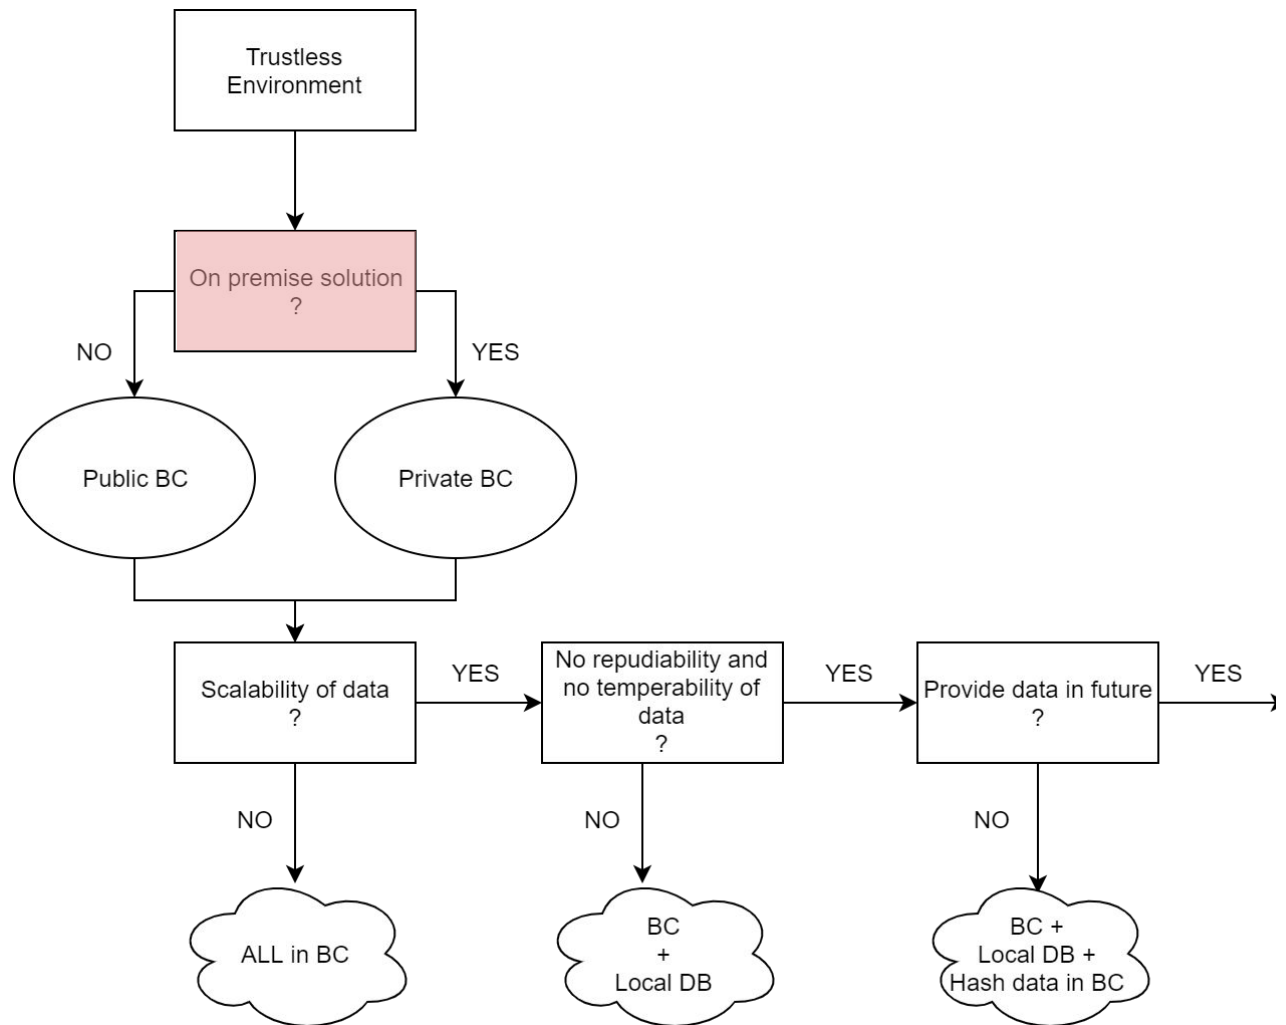 Trustless
Environment
On premise solution
?
NO
YES
Public BC
Private BC
Scalability of data
?
YES
No repudiability and
no temperability of
data
?
YES
Provide data in future
?
YES
NO
NO
NO
ALL in BC
BC
+
Local DB
BC +
Local DB +
Hash data in BC